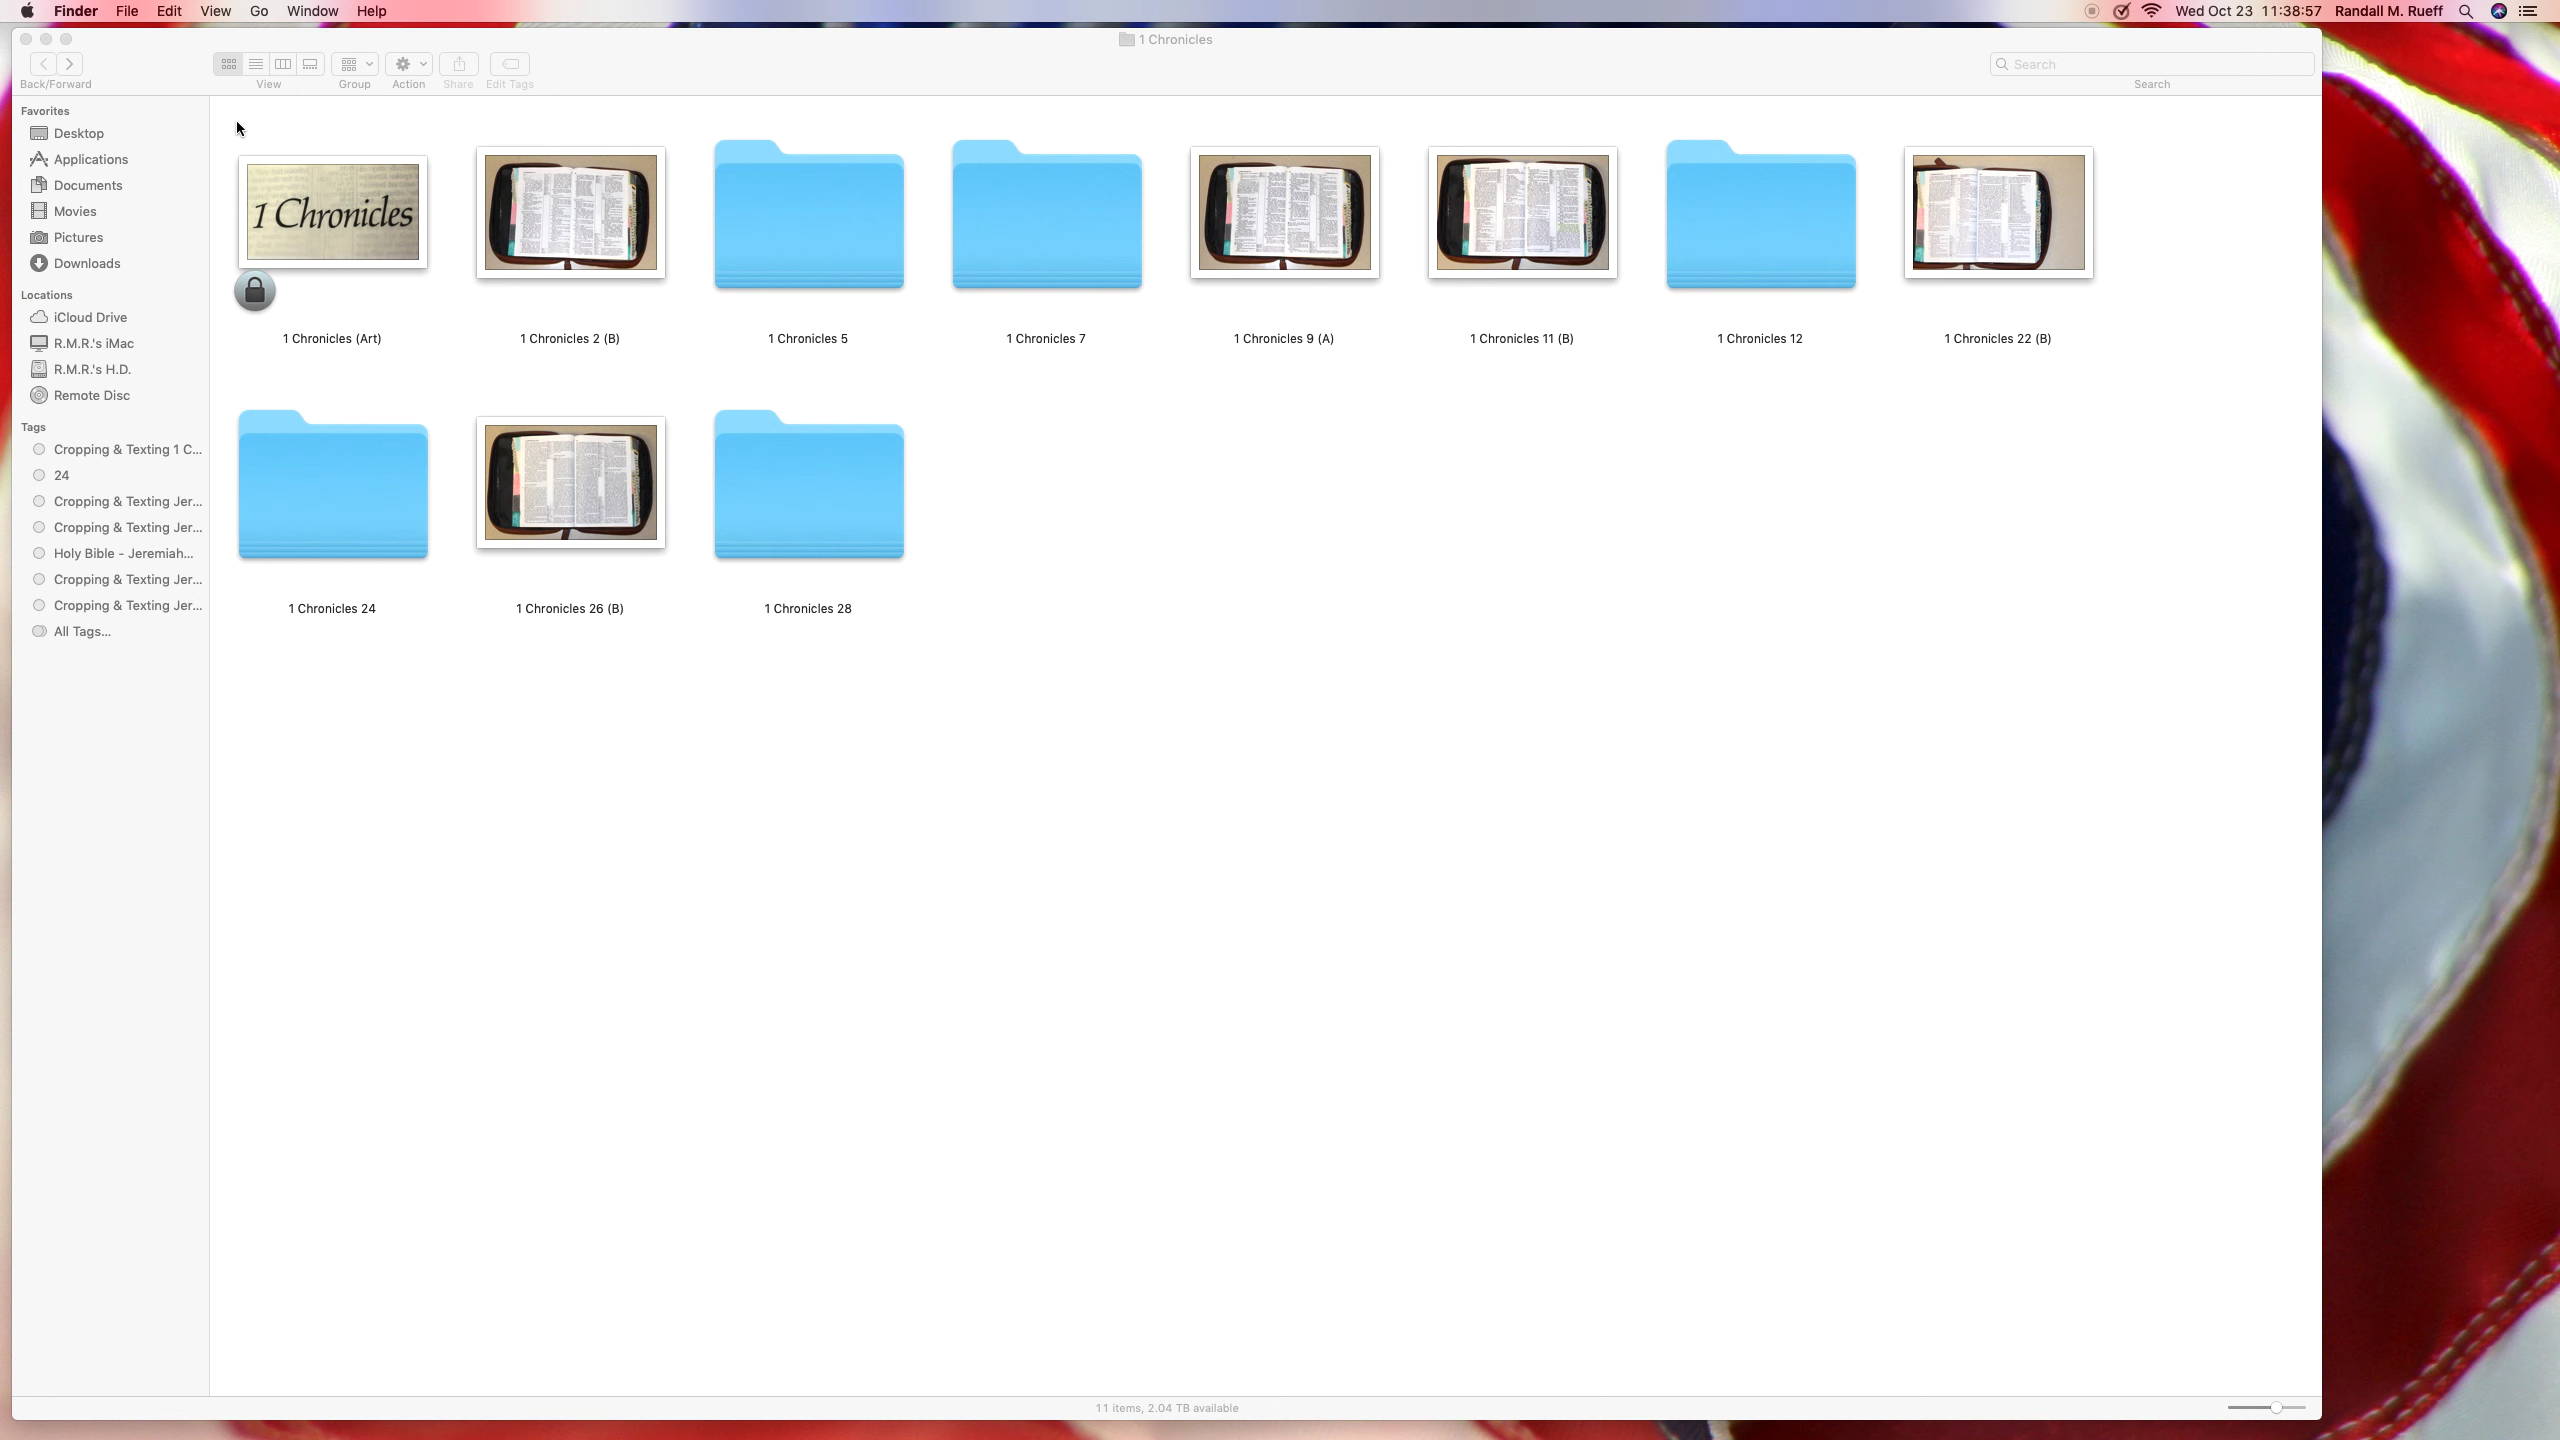 Finder File Edit View Go Window Help
Wed Oct 23 11:38:57 Randall M. Rueff
1 Chronicles
Back/Forward
View
Group
Action
Share
Edit Tags
Search
Search
Favorites
Desktop
Applications
Documents
Movies
Pictures
Downloads
Locations
iCloud Drive
R.M.R.'s iMac
R.M.R.'s H.D.
Remote Disc
Tags
Cropping & Texting 1 C...
24
Cropping & Texting Jer...
Cropping & Texting Jer...
Holy Bible - Jeremiah...
Cropping & Texting Jer...
Cropping & Texting Jer...
All Tags...
1 Chronicles
1 Chronicles (Art)
1 Chronicles 2 (B)
1 Chronicles 5
1 Chronicles 7
1 Chronicles 9 (A)
1 Chronicles 11 (B)
1 Chronicles 12
1 Chronicles 22 (B)
1 Chronicles 24
1 Chronicles 26 (B)
1 Chronicles 28
11 items, 2.04 TB available